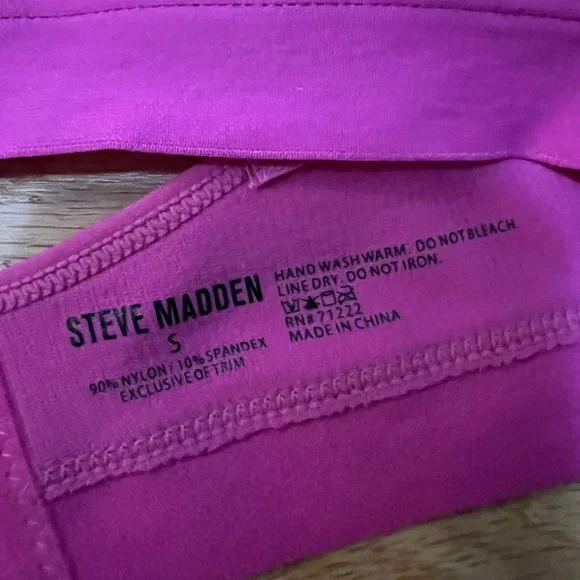 STEVE MADDEN
S
90% NYLON / 10% SPANDEX
EXCLUSIVE OF TRIM
HAND WASH WARM. DO NOT BLEACH.
LINE DRY. DO NOT IRON.
RN# 71222
MADE IN CHINA